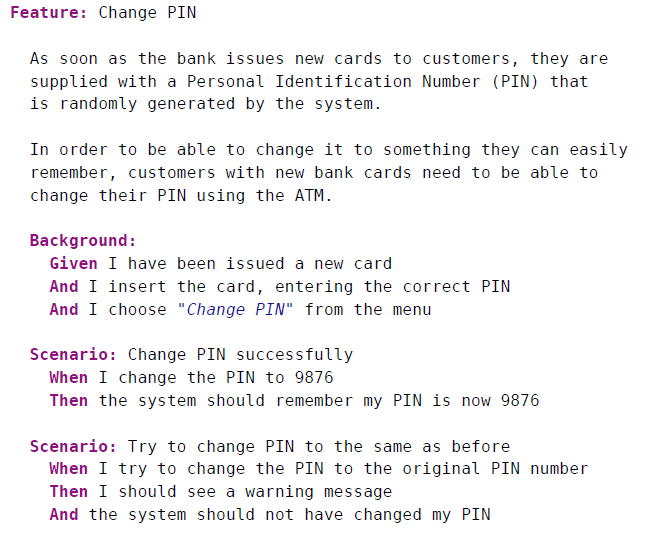 Feature: Change PIN
As soon as the bank issues new cards to customers, they are
supplied with a Personal Identification Number (PIN) that
is randomly generated by the system.
In order to be able to change it to something they can easily
remember, customers with new bank cards need to be able to
change their PIN using the ATM.
Background:
Given I have been issued a new card
And I insert the card, entering the correct PIN
And I choose "Change PIN" from the menu
Scenario: Change PIN successfully
When I change the PIN to 9876
Then the system should remember my PIN is now 9876
Scenario: Try to change PIN to the same as before
When I try to change the PIN to the original PIN number
Then I should see a warning message
And the system should not have changed my PIN